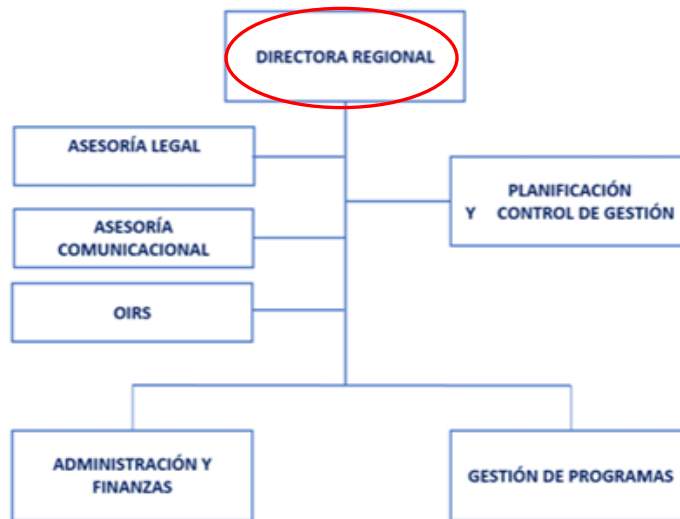 DIRECTORA REGIONAL
ASESORÍA LEGAL
PLANIFICACIÓN
Y CONTROL DE GESTIÓN
ASESORÍA
COMUNICACIONAL
OIRS
ADMINISTRACIÓN Y
FINANZAS
GESTIÓN DE PROGRAMAS